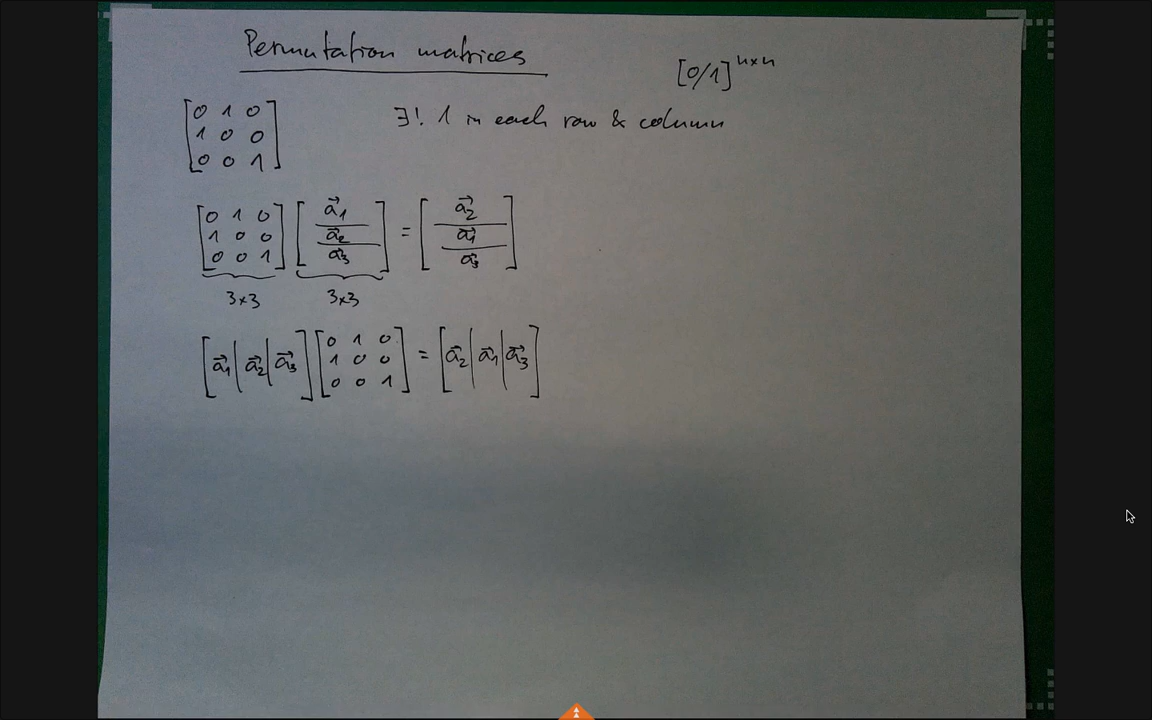 Permutation matrices
[0/1]^{n×n}
[0 1 0
1 0 0
0 0 1]
∃! 1 in each row & column
[0 1 0
1 0 0
0 0 1] [a⃗1 / a⃗2 / a⃗3] = [a⃗2 / a⃗1 / a⃗3]
3×3 3×3
[a⃗1 | a⃗2 | a⃗3] [0 1 0
1 0 0
0 0 1] = [a⃗2 | a⃗1 | a⃗3]